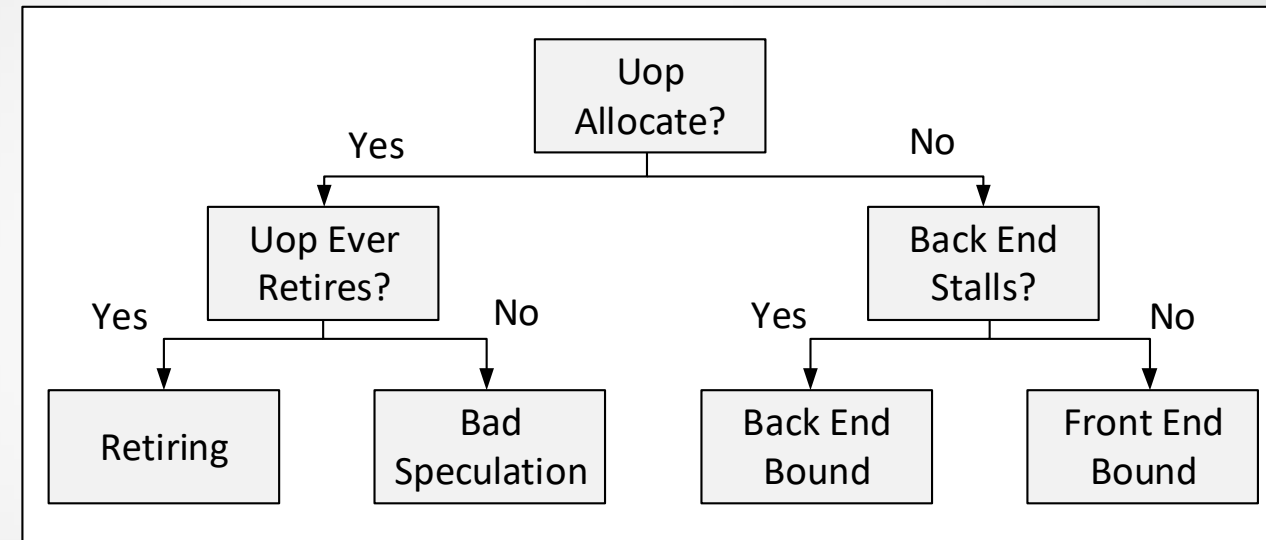 Uop
Allocate?
Yes
No
Uop Ever
Retires?
Back End
Stalls?
Yes
No
Yes
No
Retiring
Bad
Speculation
Back End
Bound
Front End
Bound